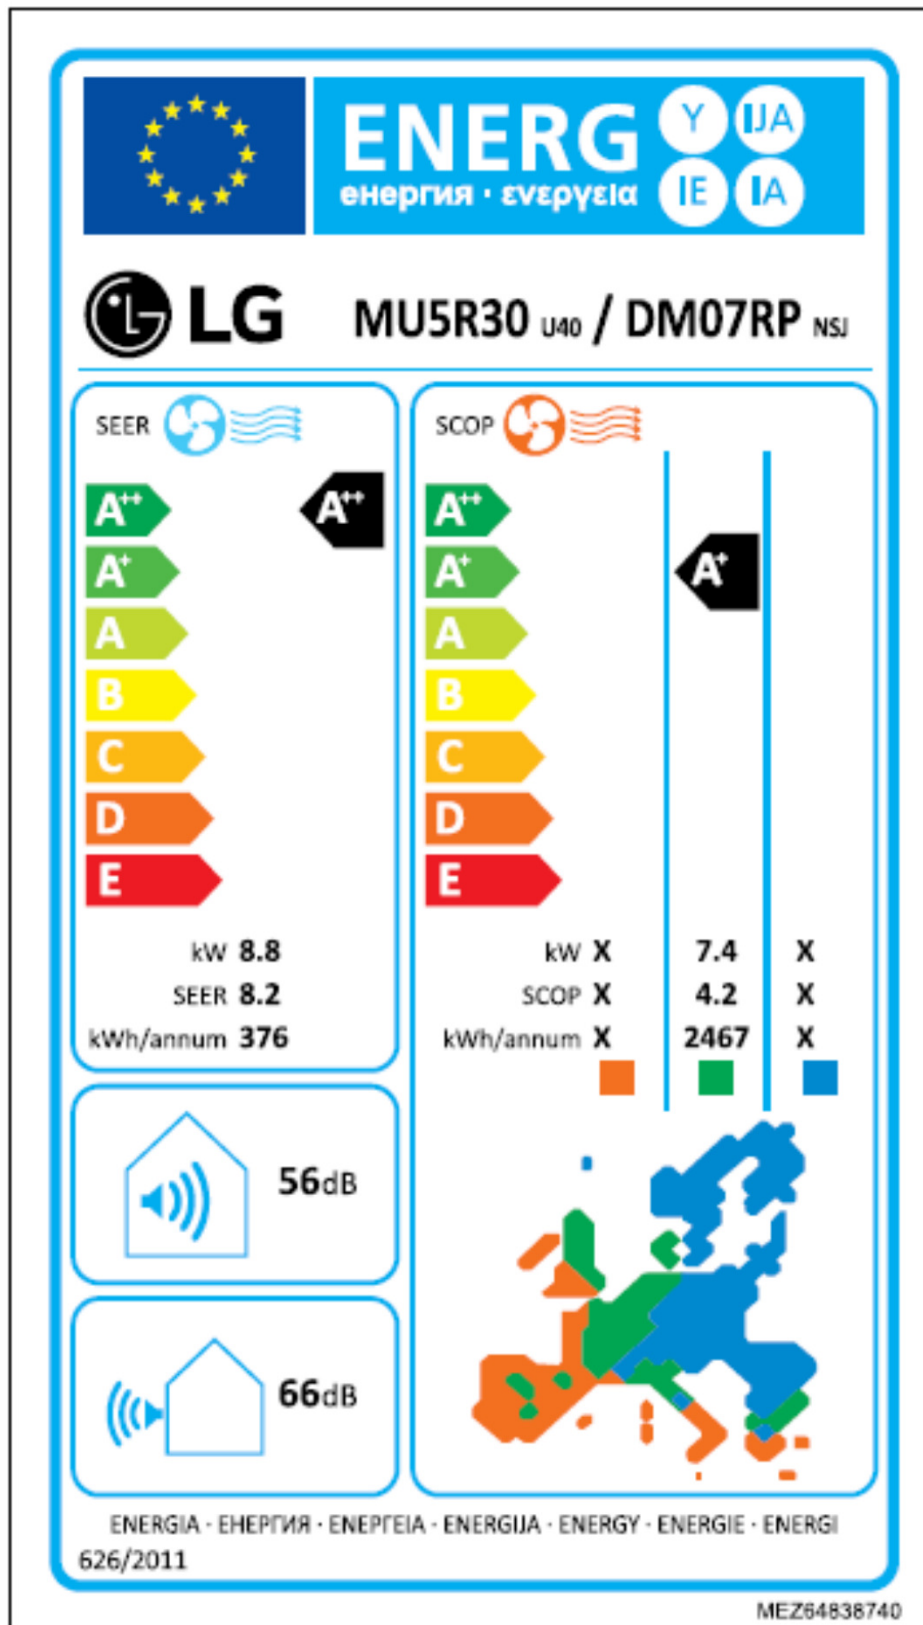 ENERG Y IJA
енергия · ενεργεια IE IA
LG MU5R30 U40 / DM07RP NSJ
SEER
A++ A++
A+
A
B
C
D
E
kW 8.8
SEER 8.2
kWh/annum 376
SCOP
A++
A+ A+
A
B
C
D
E
kW X 7.4 X
SCOP X 4.2 X
kWh/annum X 2467 X
56dB
66dB
ENERGIA · ЕНЕРГИЯ · ΕΝΕΡΓΕΙΑ · ENERGIJA · ENERGY · ENERGIE · ENERGI
626/2011
MEZ64838740